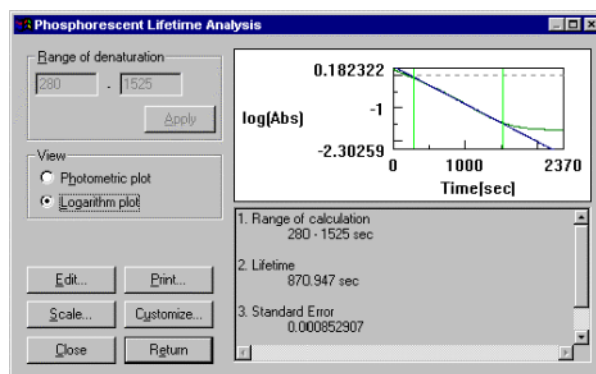 Phosphorescent Lifetime Analysis
Range of denaturation
280 - 1525
Apply
View
Photometric plot
Logarithm plot
Edit... Print...
Scale... Customize...
Close Return
0.182322
log(Abs)
-1
-2.30259
0 1000 2370
Time[sec]
1. Range of calculation
280 - 1525 sec
2. Lifetime
870.947 sec
3. Standard Error
0.000852907